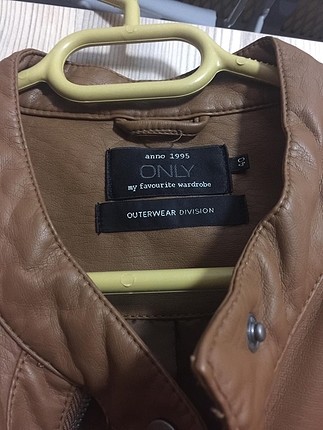 anno 1995
ONLY
my favourite wardrobe
OUTERWEAR DIVISION